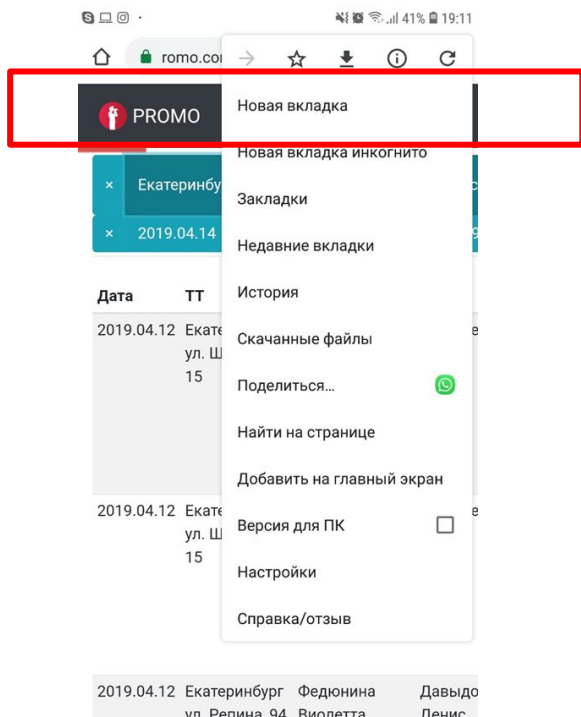 41% 19:11
romo.co
PROMO
Новая вкладка
Новая вкладка инкогнито
× Екатеринбу
Закладки
× 2019.04.14
Недавние вкладки
Дата ТТ
История
2019.04.12 Екате
Скачанные файлы
ул. Ш
15
Поделиться...
Найти на странице
Добавить на главный экран
2019.04.12 Екате
Версия для ПК
ул. Ш
15
Настройки
Справка/отзыв
2019.04.12 Екатеринбург Федюнина Давыдо
ул. Репина, 94 Виолетта Денис